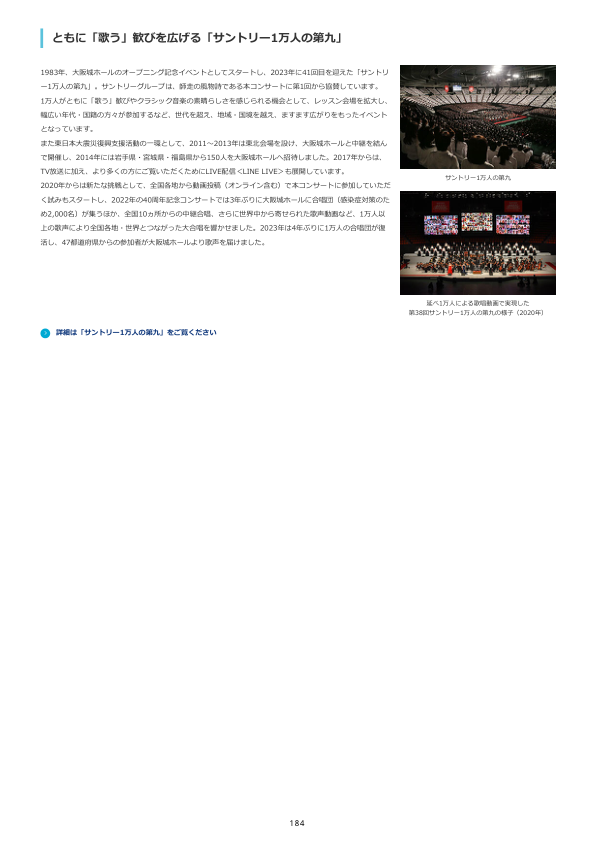 ともに「歌う」歓びを広げる「サントリー1万人の第九」
1983年、大阪城ホールのオープニング記念イベントとしてスタートし、2023年に41回目を迎えた「サントリ
ー1万人の第九」。サントリーグループは、師走の風物詩である本コンサートに第1回から協賛しています。
1万人がともに「歌う」歓びやクラシック音楽の素晴らしさを感じられる機会として、レッスン会場を拡大し、
幅広い年代・国籍の方々が参加するなど、世代を超え、地域・国境を越え、ますます広がりをもったイベント
となっています。
また東日本大震災復興支援活動の一環として、2011～2013年は東北会場を設け、大阪城ホールと中継を結ん
で開催し、2014年には岩手県・宮城県・福島県から150人を大阪城ホールへ招待しました。2017年からは、
TV放送に加え、より多くの方にご覧いただくためにLIVE配信＜LINE LIVE＞も展開しています。
2020年からは新たな挑戦として、全国各地から動画投稿（オンライン含む）で本コンサートに参加していただ
く試みもスタートし、2022年の40周年記念コンサートでは3年ぶりに大阪城ホールに合唱団（感染症対策のた
め2,000名）が集うほか、全国10ヵ所からの中継合唱、さらに世界中から寄せられた歌声動画など、1万人以
上の歌声により全国各地・世界とつながった大合唱を響かせました。2023年は4年ぶりに1万人の合唱団が復
活し、47都道府県からの参加者が大阪城ホールより歌声を届けました。
サントリー1万人の第九
延べ1万人による歌唱動画で実現した
第38回サントリー1万人の第九の様子（2020年）
詳細は「サントリー1万人の第九」をご覧ください
184